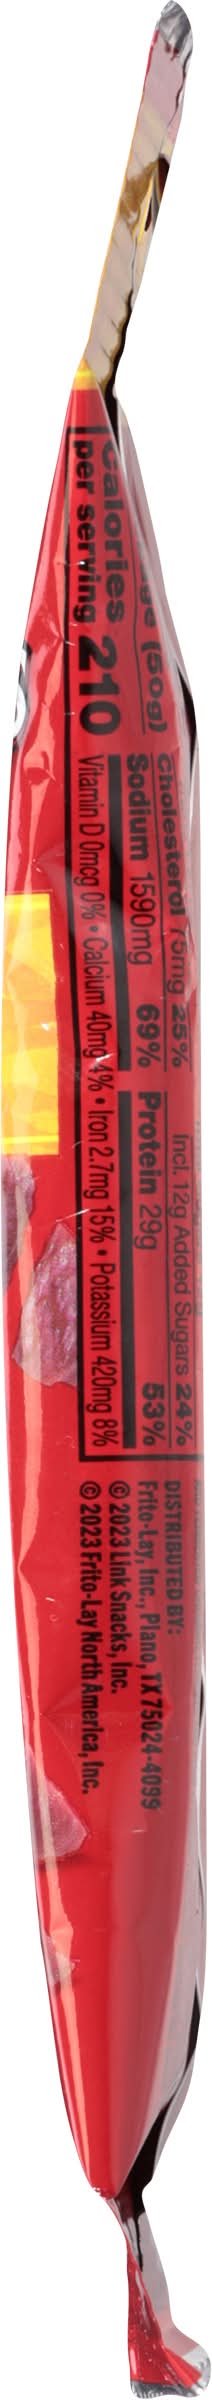 (50g)
Calories
per serving 210
Cholesterol 75mg 25%
Sodium 1590mg 69%
Incl. 12g Added Sugars 24%
Protein 29g 53%
Vitamin D 0mcg 0% • Calcium 40mg 4% • Iron 2.7mg 15% • Potassium 420mg 8%
DISTRIBUTED BY:
Frito-Lay, Inc., Plano, TX 75024-4099
© 2023 Link Snacks, Inc.
© 2023 Frito-Lay North America, Inc.